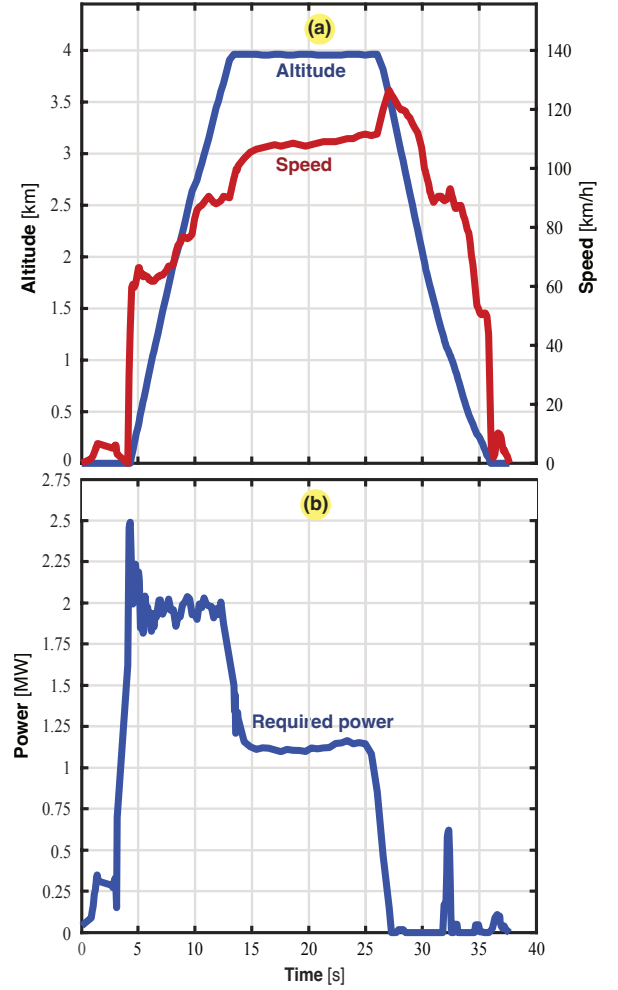 (a)
Altitude
Speed
Altitude [km]
4
3.5
3
2.5
2
1.5
1
0.5
0
Speed [km/h]
140
120
100
80
60
40
20
0
(b)
Required power
Power [MW]
2.75
2.5
2.25
2
1.75
1.5
1.25
1
0.75
0.5
0.25
0
0 5 10 15 20 25 30 35 40
Time [s]